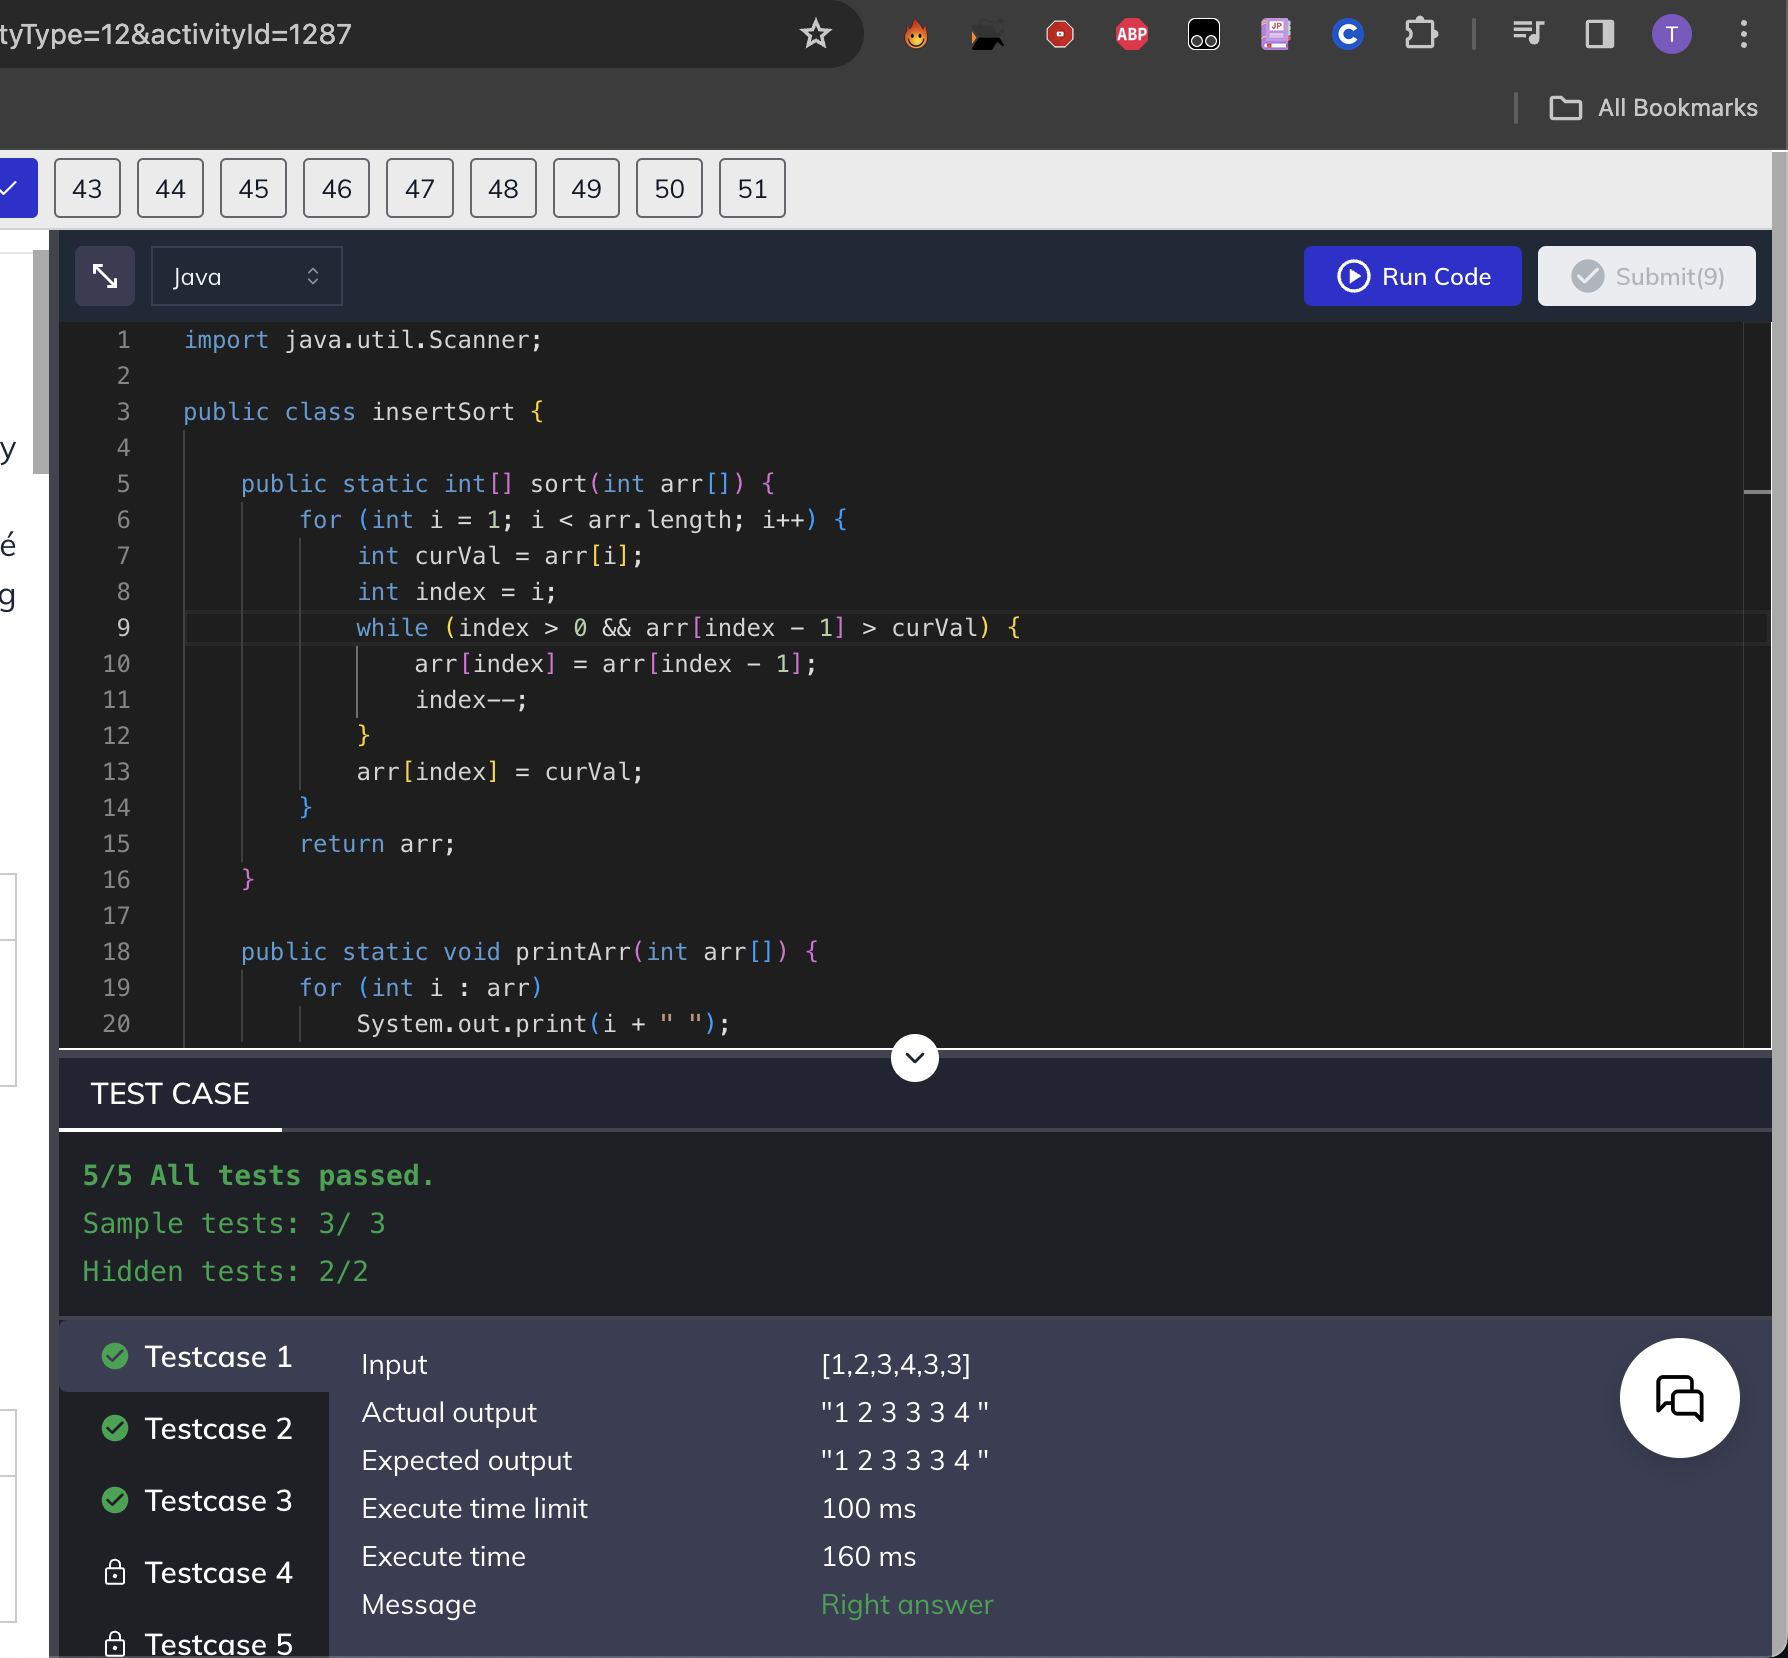 tyType=12&activityId=1287
ABP
JP
C
T
All Bookmarks
43 44 45 46 47 48 49 50 51
y
é
g
Java
Run Code
Submit(9)
1 import java.util.Scanner;
2
3 public class insertSort {
4
5 public static int[] sort(int arr[]) {
6 for (int i = 1; i < arr.length; i++) {
7 int curVal = arr[i];
8 int index = i;
9 while (index > 0 && arr[index - 1] > curVal) {
10 arr[index] = arr[index - 1];
11 index--;
12 }
13 arr[index] = curVal;
14 }
15 return arr;
16 }
17
18 public static void printArr(int arr[]) {
19 for (int i : arr)
20 System.out.print(i + " ");
TEST CASE
5/5 All tests passed.
Sample tests: 3/ 3
Hidden tests: 2/2
Testcase 1
Testcase 2
Testcase 3
Testcase 4
Testcase 5
Input [1,2,3,4,3,3]
Actual output "1 2 3 3 3 4 "
Expected output "1 2 3 3 3 4 "
Execute time limit 100 ms
Execute time 160 ms
Message Right answer